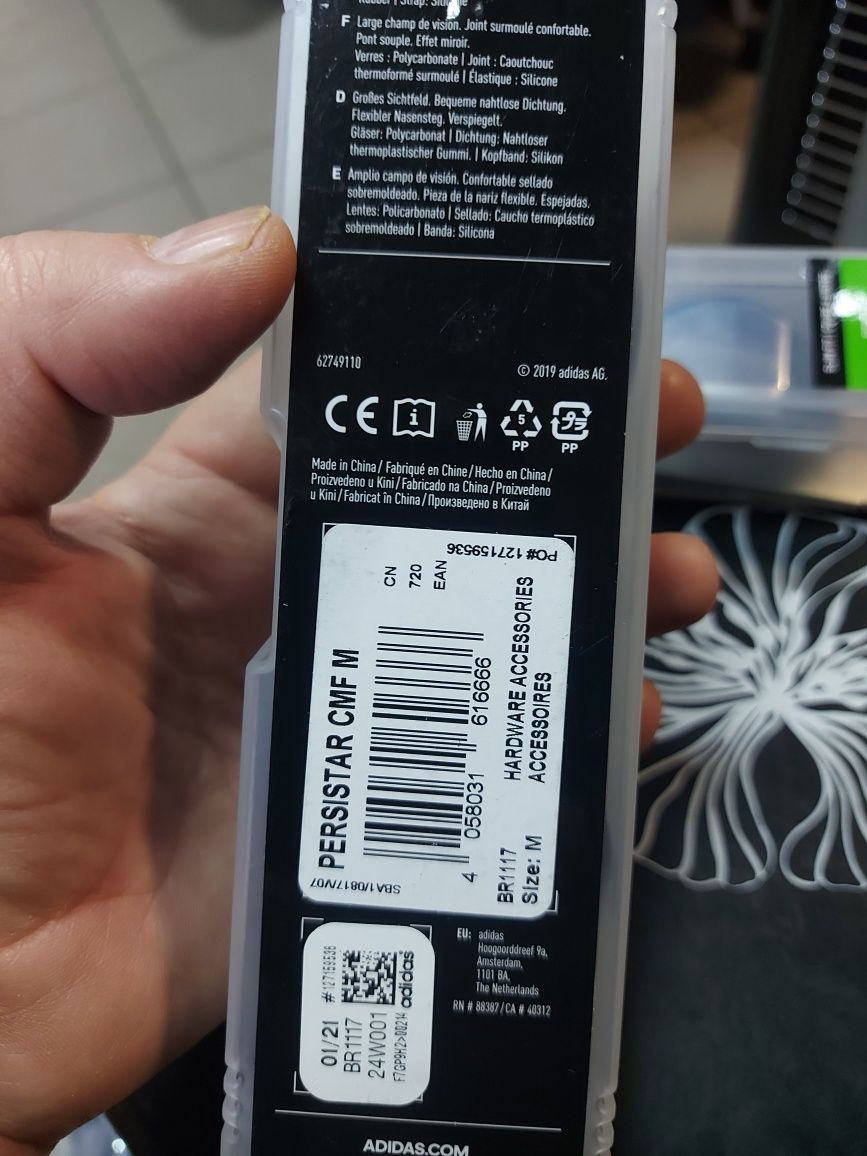 Strap:
F Large champ de vision. Joint surmoulé confortable.
Pont souple. Effet miroir.
Verres : Polycarbonate | Joint : Caoutchouc
thermoformé surmoulé | Élastique : Silicone
D Großes Sichtfeld. Bequeme nahtlose Dichtung.
Flexibler Nasensteg. Verspiegelt.
Gläser: Polycarbonat | Dichtung: Nahtloser
thermoplastischer Gummi. | Kopfband: Silikon
E Amplio campo de visión. Confortable sellado
sobremoldeado. Pieza de la nariz flexible. Espejadas.
Lentes: Policarbonato | Sellado: Caucho termoplástico
sobremoldeado | Banda: Silicona
62749110
© 2019 adidas AG.
CE
i
5
PP
PP
Made in China / Fabriqué en Chine / Hecho en China /
Proizvedeno u Kini / Fabricado na China / Proizvedeno
u Kini / Fabricat în China / Произведено в Китай
PO# 127159536
CN
720
EAN
PERSISTAR CMF M
4 058031 616666
HARDWARE ACCESSORIES
ACCESSOIRES
BR1117
Size: M
SBA1/0817/V07
01/21 #127159536
BR1117
24W001
F7GP9H2>00214 adidas
EU: adidas
Hoogoorddreef 9a,
Amsterdam,
1101 BA,
The Netherlands
RN # 88387 / CA # 40312
ADIDAS.COM